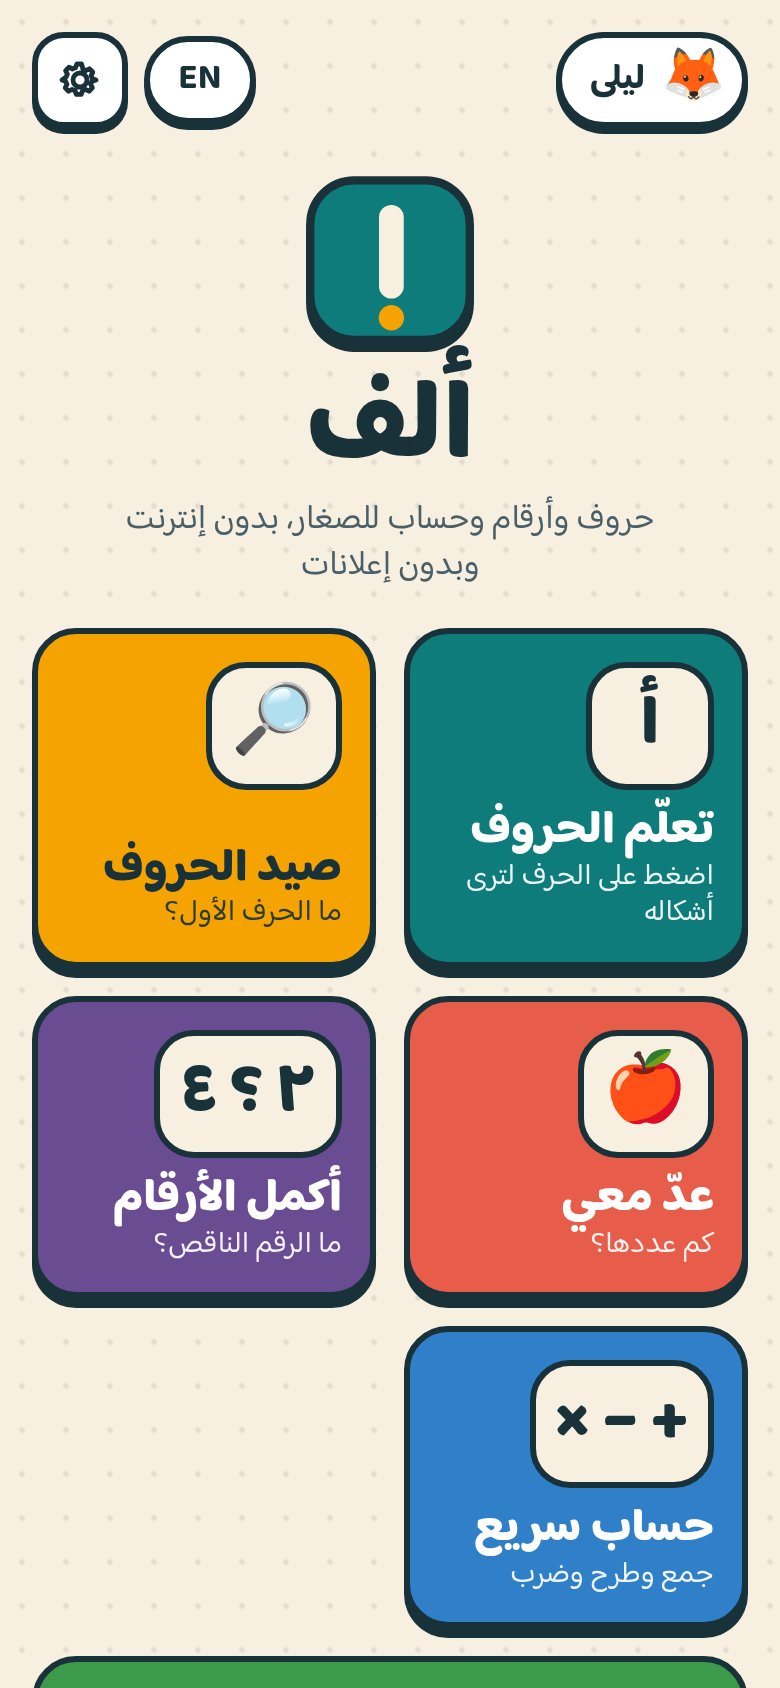 ليلى
EN
ألف
حروف وأرقام وحساب للصغار، بدون إنترنت
وبدون إعلانات
أ
تعلّم الحروف
اضغط على الحرف لترى
أشكاله
صيد الحروف
ما الحرف الأول؟
عدّ معي
كم عددها؟
٢ ؟ ٤
أكمل الأرقام
ما الرقم الناقص؟
+ − ×
حساب سريع
جمع وطرح وضرب